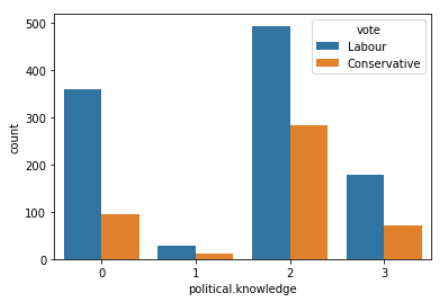 500
400
300
200
100
0
count
vote
Labour
Conservative
0 1 2 3
political.knowledge